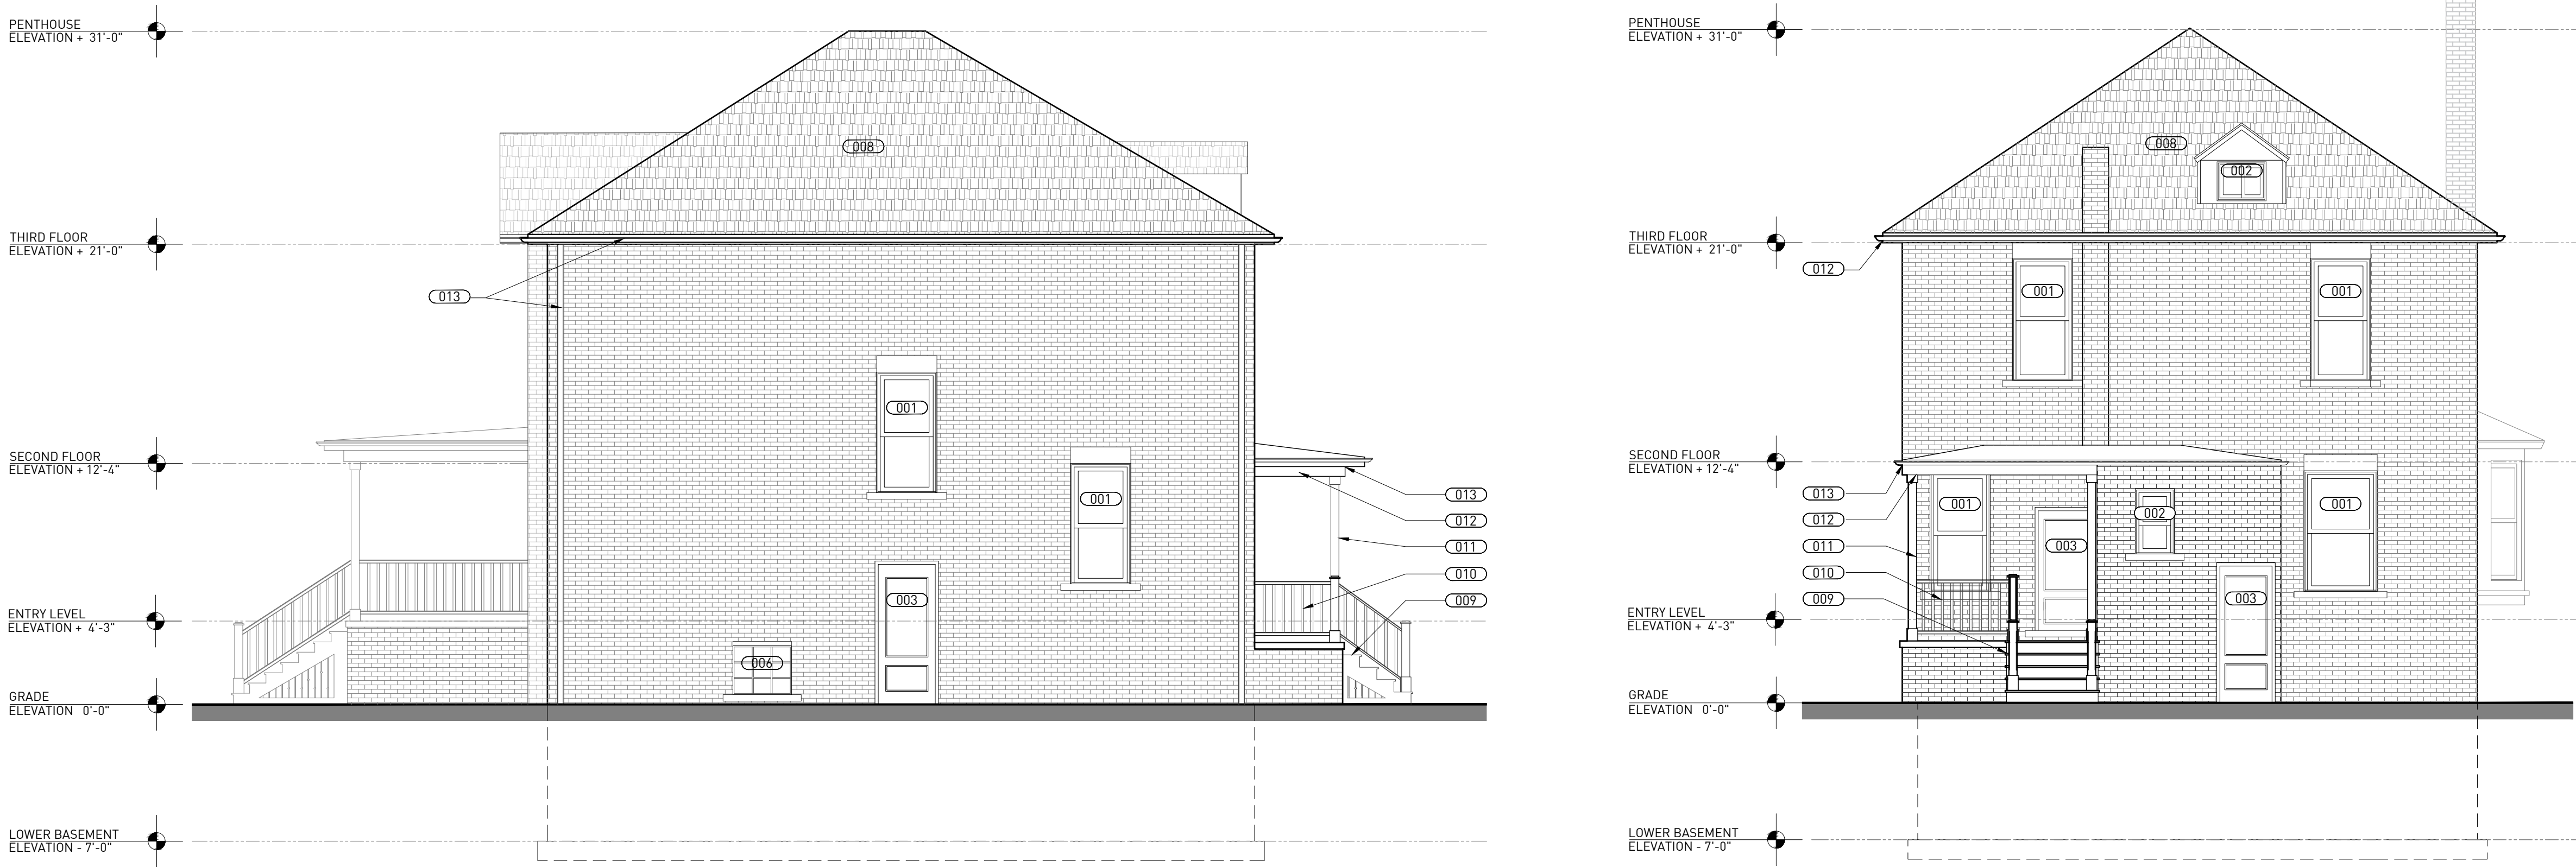 PENTHOUSE
ELEVATION + 31'-0"
008
THIRD FLOOR
ELEVATION + 21'-0"
013
001
SECOND FLOOR
ELEVATION + 12'-4"
001
013
012
011
010
009
003
ENTRY LEVEL
ELEVATION + 4'-3"
006
GRADE
ELEVATION 0'-0"
LOWER BASEMENT
ELEVATION - 7'-0"
PENTHOUSE
ELEVATION + 31'-0"
008
002
THIRD FLOOR
ELEVATION + 21'-0"
012
001
001
SECOND FLOOR
ELEVATION + 12'-4"
013
012
011
010
009
001
002
001
003
003
ENTRY LEVEL
ELEVATION + 4'-3"
GRADE
ELEVATION 0'-0"
LOWER BASEMENT
ELEVATION - 7'-0"